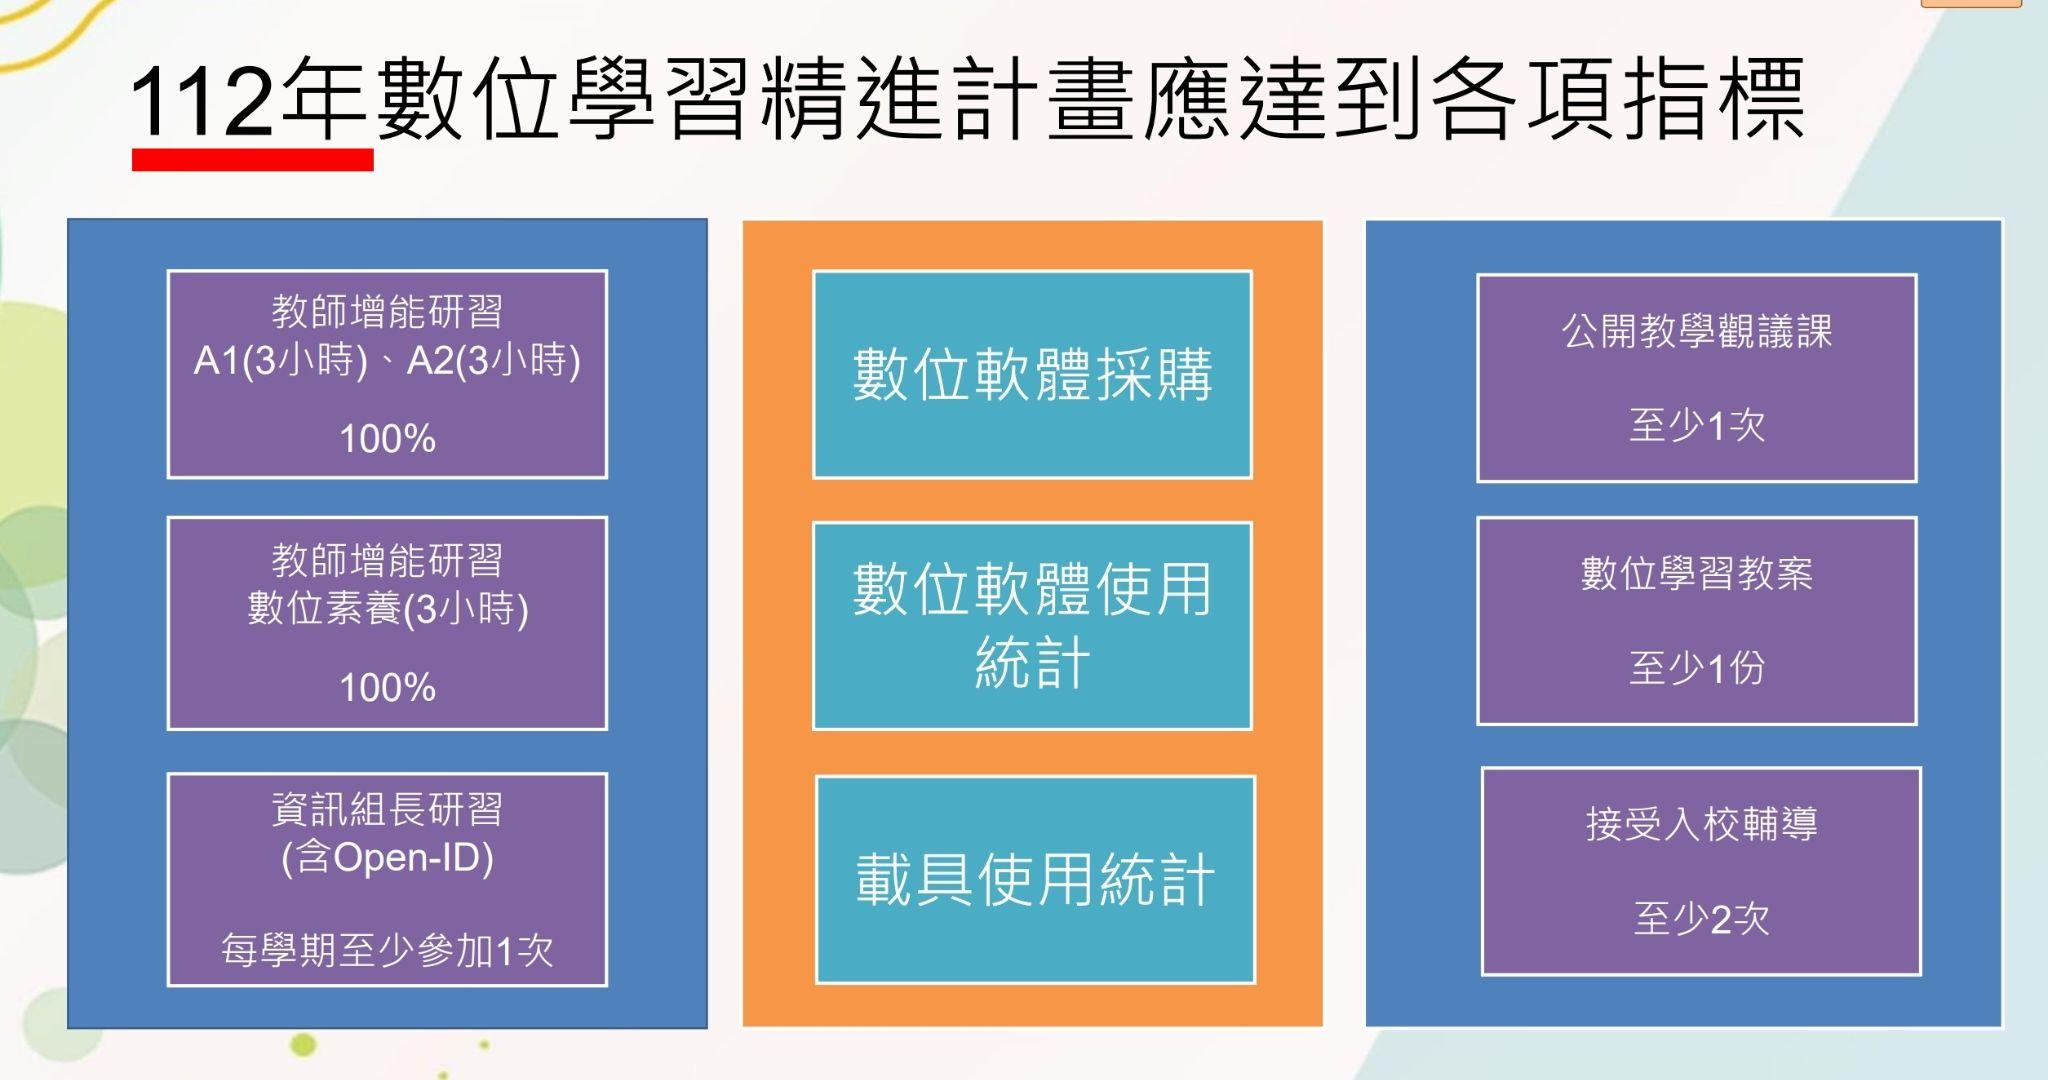 112年數位學習精進計畫應達到各項指標
教師增能研習
A1(3小時)、A2(3小時)
100%
教師增能研習
數位素養(3小時)
100%
資訊組長研習
(含Open-ID)
每學期至少參加1次
數位軟體採購
數位軟體使用
統計
載具使用統計
公開教學觀議課
至少1次
數位學習教案
至少1份
接受入校輔導
至少2次